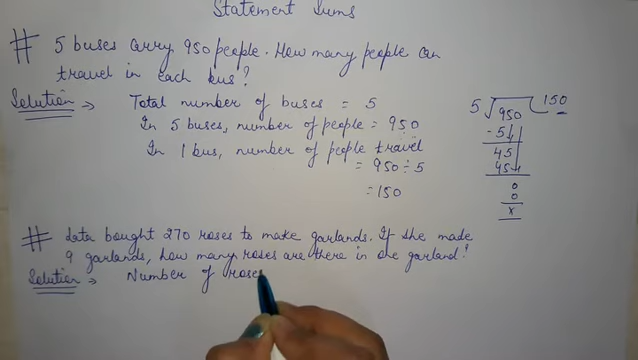 Statement Sums
# 5 buses carry 950 people. How many people can
travel in each bus?
Solution → Total number of buses = 5
In 5 buses, number of people = 950
In 1 bus, number of people travel
= 950 ÷ 5
= 150
5 √950 150
-5↓
45
45↓
0
0
x
# Lata bought 270 roses to make garlands. If she made
9 garlands, how many roses are there in one garland?
Solution → Number of roses